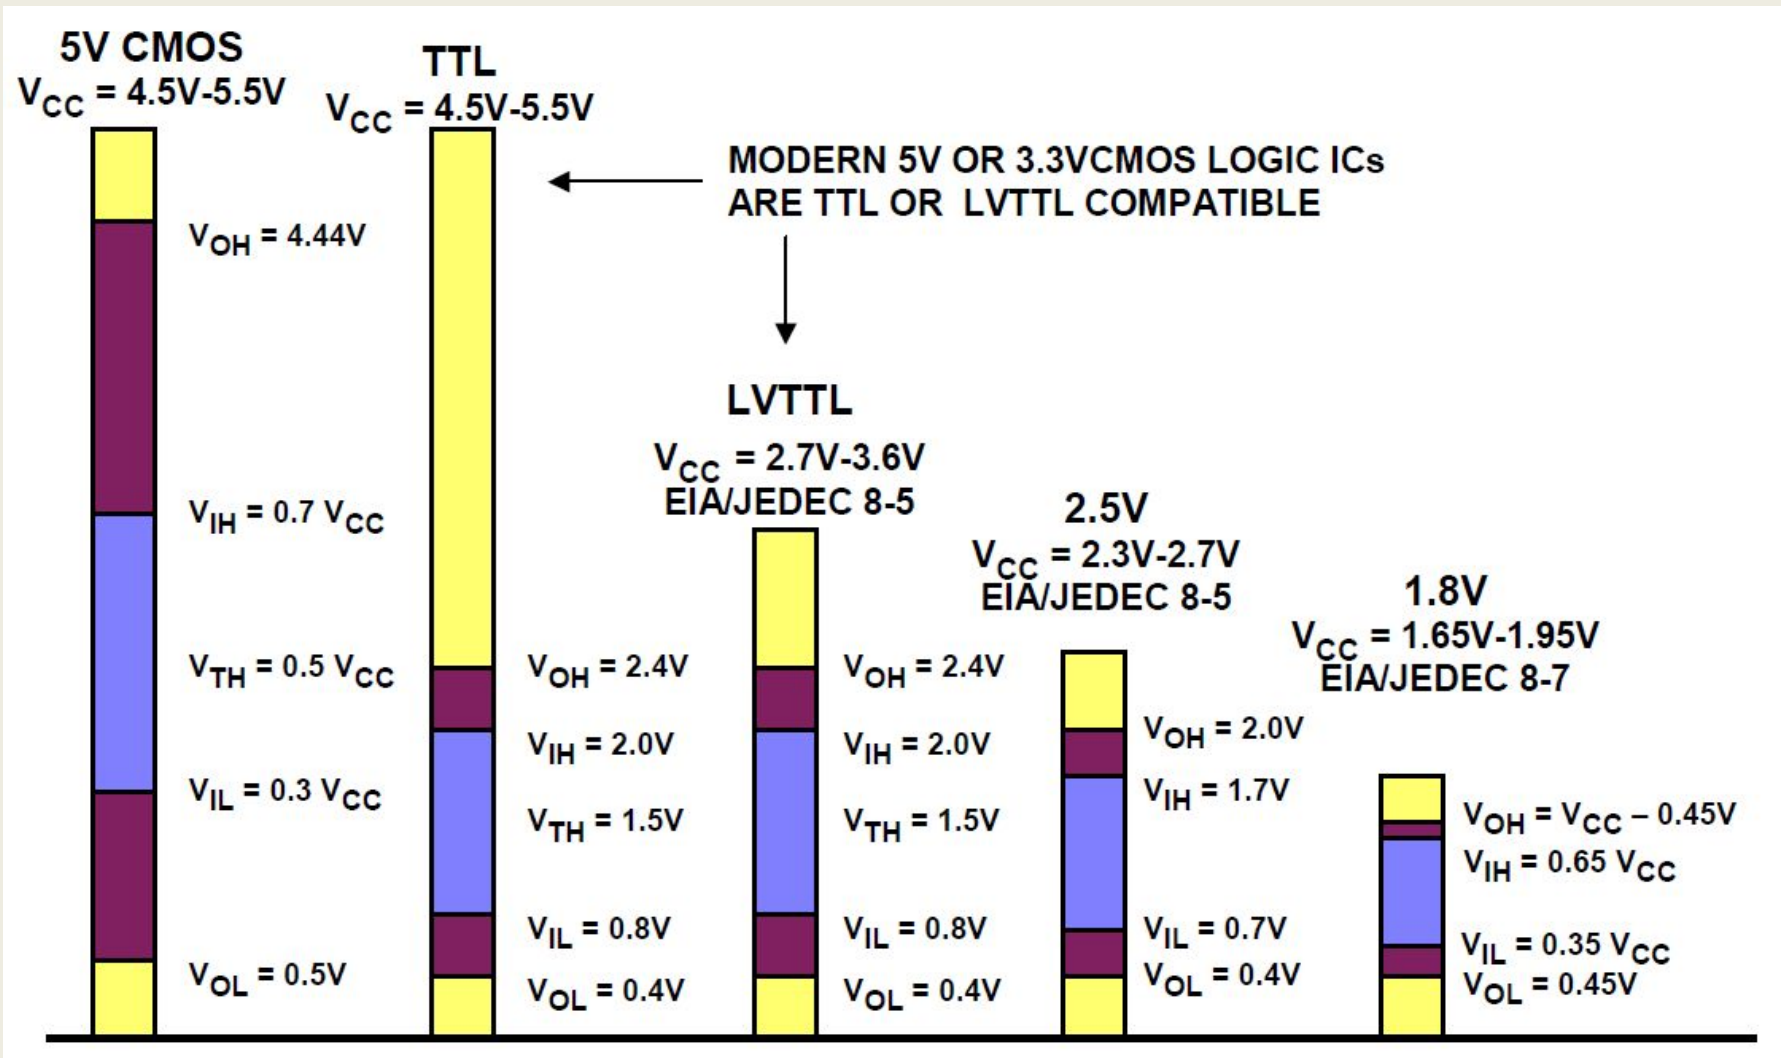 5V CMOS
VCC = 4.5V-5.5V
VOH = 4.44V
VIH = 0.7 VCC
VTH = 0.5 VCC
VIL = 0.3 VCC
VOL = 0.5V
TTL
VCC = 4.5V-5.5V
VOH = 2.4V
VIH = 2.0V
VTH = 1.5V
VIL = 0.8V
VOL = 0.4V
MODERN 5V OR 3.3VCMOS LOGIC ICs
ARE TTL OR LVTTL COMPATIBLE
LVTTL
VCC = 2.7V-3.6V
EIA/JEDEC 8-5
VOH = 2.4V
VIH = 2.0V
VTH = 1.5V
VIL = 0.8V
VOL = 0.4V
2.5V
VCC = 2.3V-2.7V
EIA/JEDEC 8-5
VOH = 2.0V
VIH = 1.7V
VIL = 0.7V
VOL = 0.4V
1.8V
VCC = 1.65V-1.95V
EIA/JEDEC 8-7
VOH = VCC – 0.45V
VIH = 0.65 VCC
VIL = 0.35 VCC
VOL = 0.45V